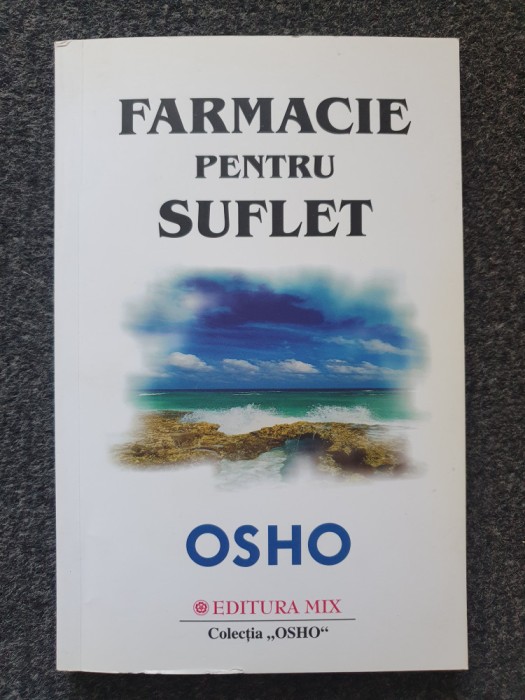 FARMACIE
PENTRU
SUFLET
OSHO
EDITURA MIX
Colecția „OSHO“